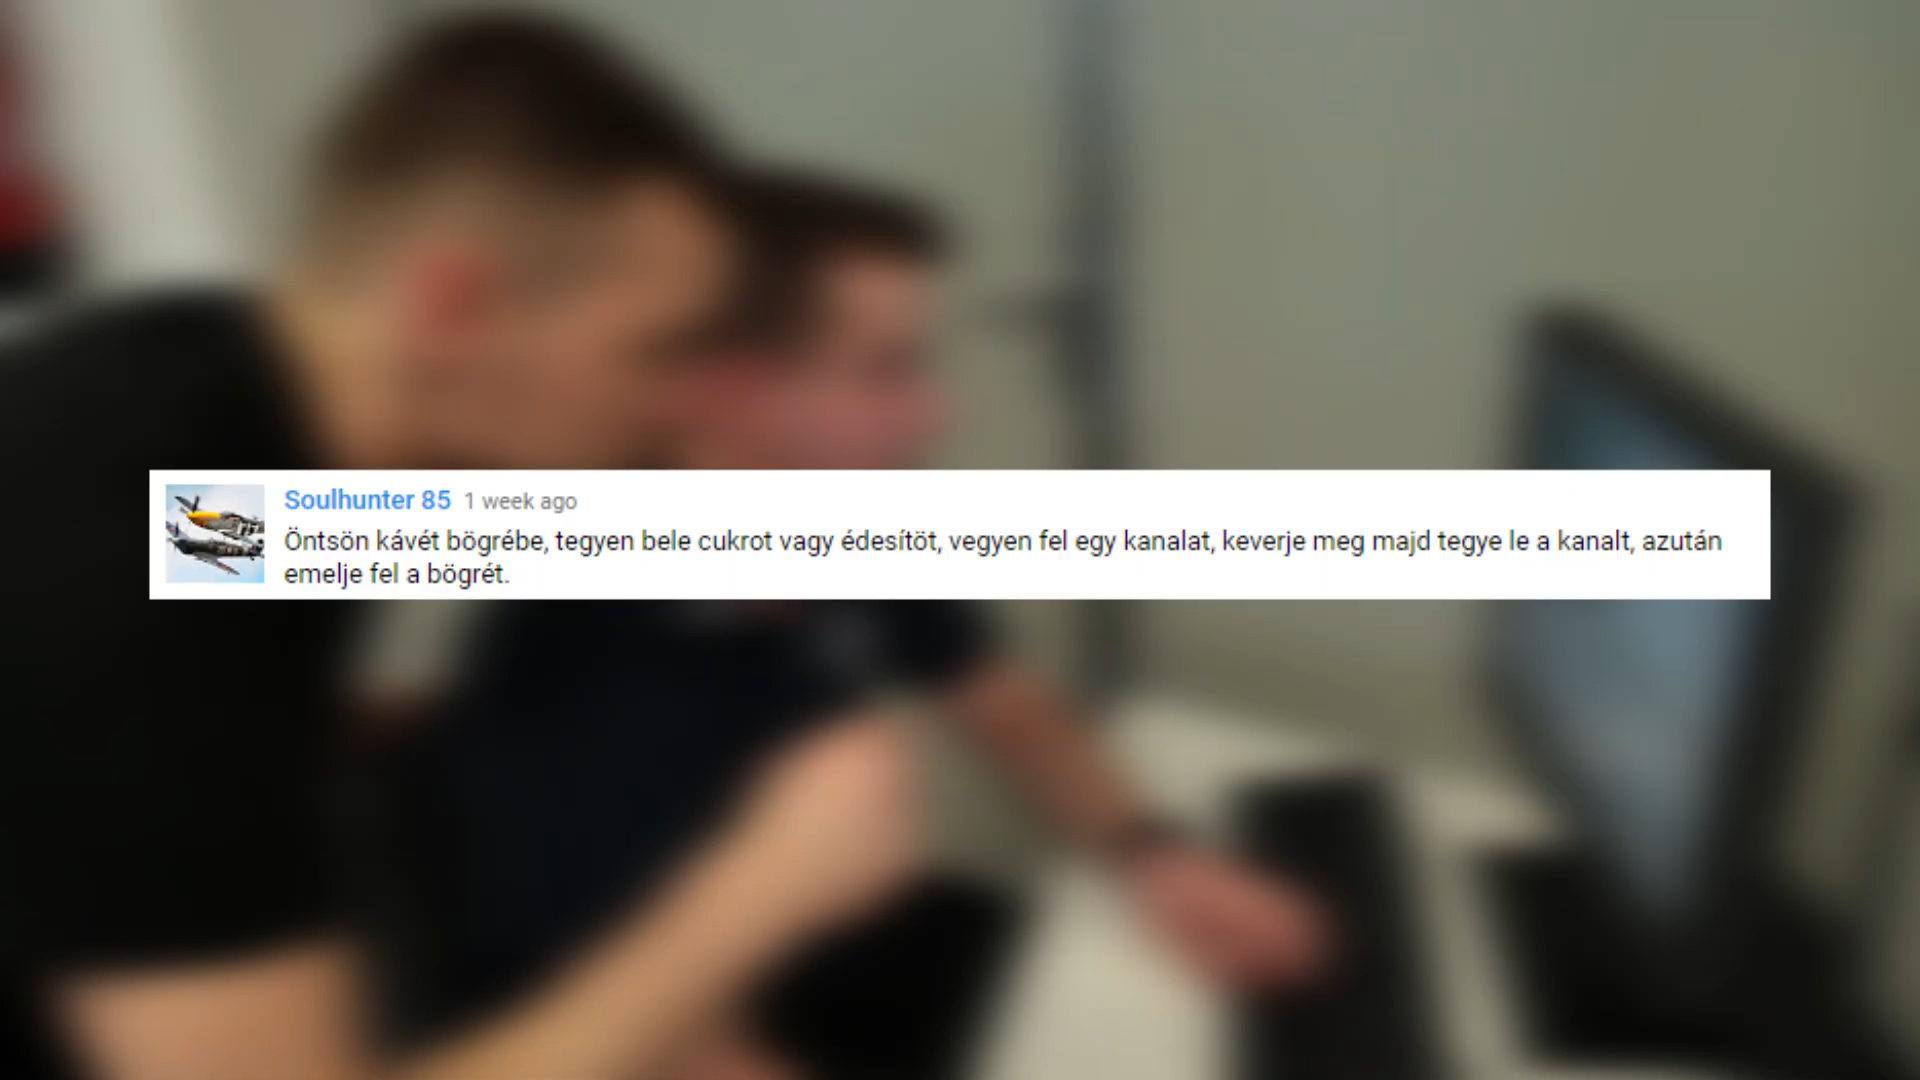 Soulhunter 85 1 week ago
Öntsön kávét bögrébe, tegyen bele cukrot vagy édesítöt, vegyen fel egy kanalat, keverje meg majd tegye le a kanalt, azután
emelje fel a bögrét.